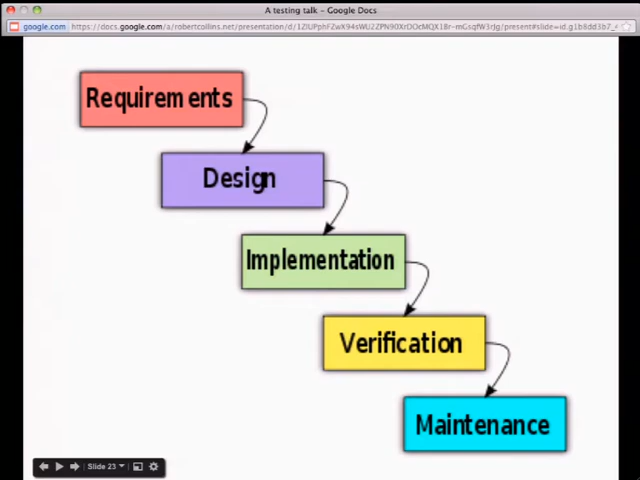 A testing talk - Google Docs
google.com
Requirements
Design
Implementation
Verification
Maintenance
Slide 23